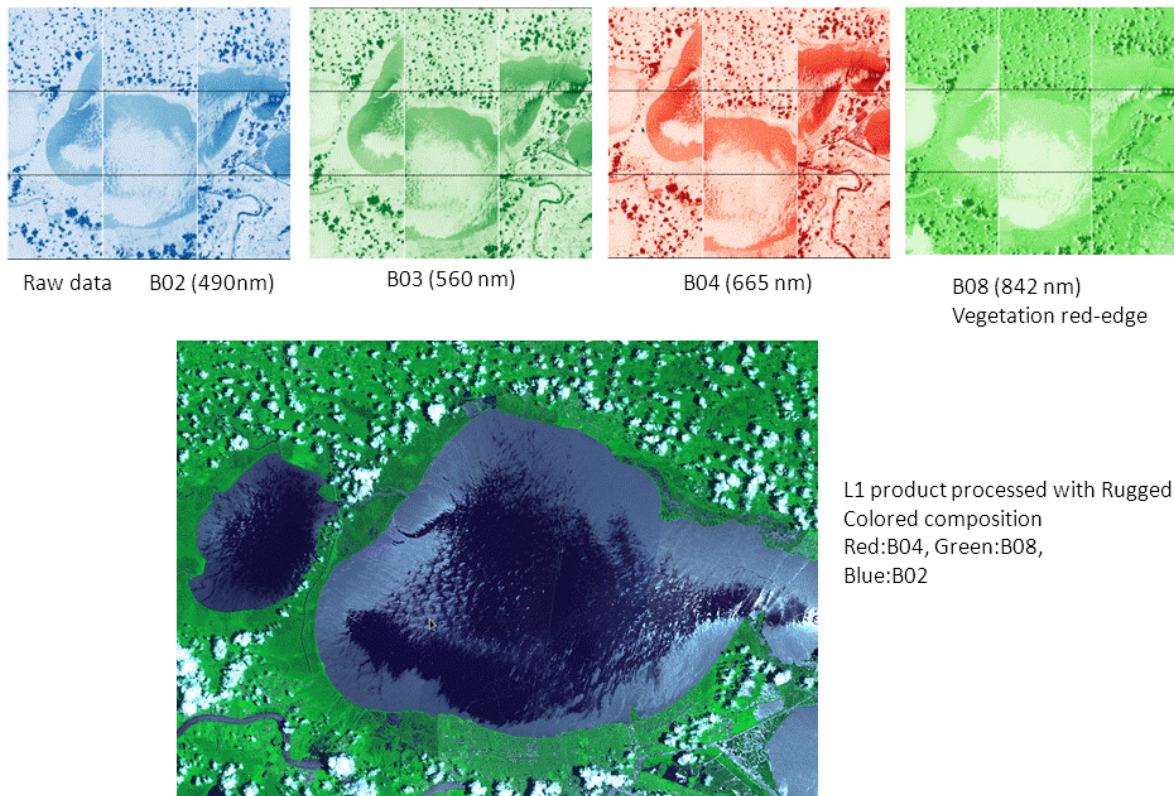 Raw data B02 (490nm)
B03 (560 nm)
B04 (665 nm)
B08 (842 nm)
Vegetation red-edge
L1 product processed with Rugged
Colored composition
Red:B04, Green:B08,
Blue:B02